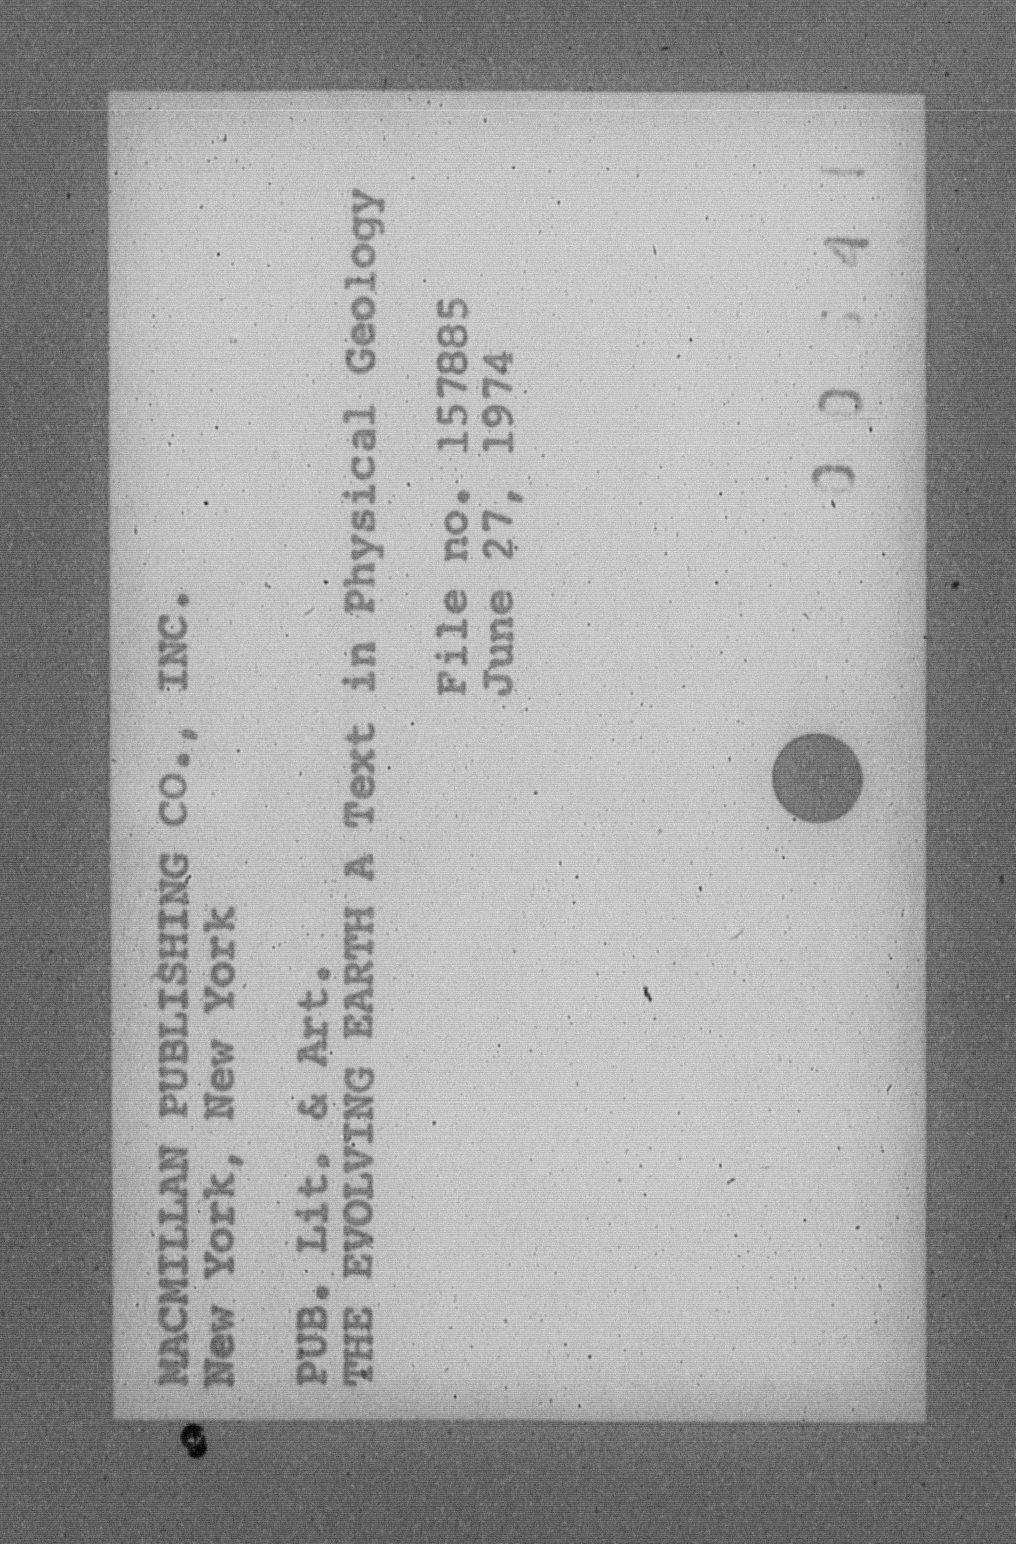 MACMILLAN PUBLISHING CO., INC.
New York, New York
PUB. Lit. & Art.
THE EVOLVING EARTH A Text in Physical Geology
File no. 157885
June 27, 1974